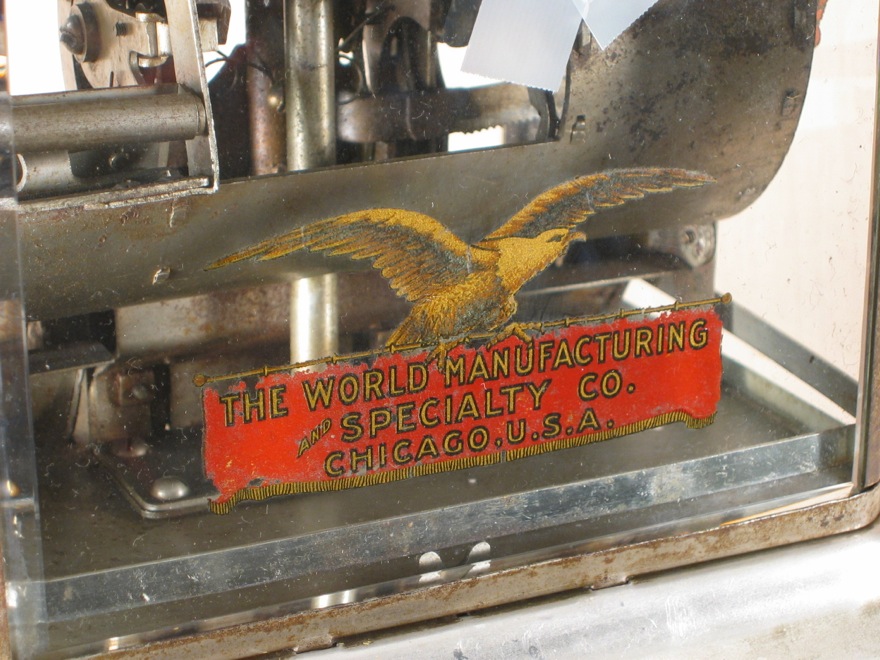 THE WORLD MANUFACTURING
AND SPECIALTY CO.
CHICAGO, U.S.A.